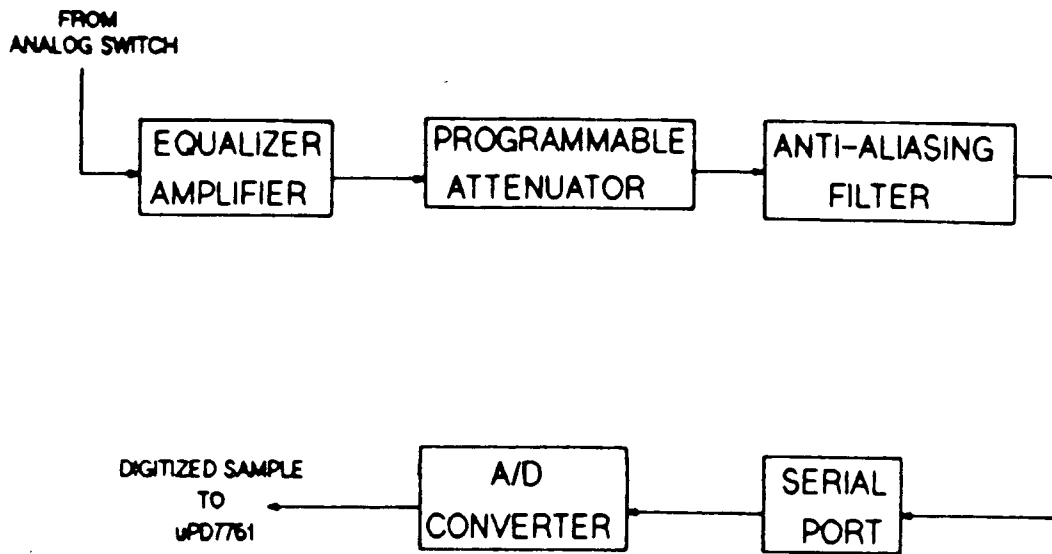 FROM
ANALOG SWITCH
EQUALIZER
AMPLIFIER
PROGRAMMABLE
ATTENUATOR
ANTI-ALIASING
FILTER
DIGITIZED SAMPLE
TO
uPD7761
A/D
CONVERTER
SERIAL
PORT